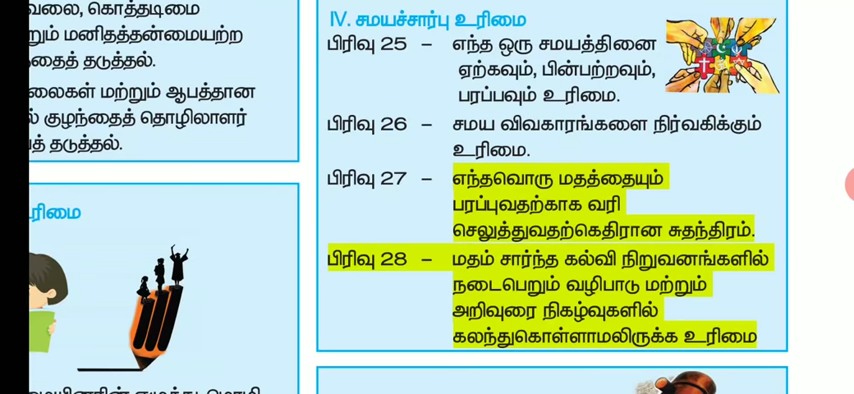 கொத்தடிமை
மனிதத்தன்மையற்ற
தடுத்தல்.
மற்றும் ஆபத்தான
குழந்தைத் தொழிலாளர்
தடுத்தல்.
IV. சமயச்சார்பு உரிமை
பிரிவு 25 – எந்த ஒரு சமயத்தினை
ஏற்கவும், பின்பற்றவும்,
பரப்பவும் உரிமை.
பிரிவு 26 – சமய விவகாரங்களை நிர்வகிக்கும்
உரிமை.
பிரிவு 27 – எந்தவொரு மதத்தையும்
பரப்புவதற்காக வரி
செலுத்துவதற்கெதிரான சுதந்திரம்.
பிரிவு 28 – மதம் சார்ந்த கல்வி நிறுவனங்களில்
நடைபெறும் வழிபாடு மற்றும்
அறிவுரை நிகழ்வுகளில்
கலந்துகொள்ளாமலிருக்க உரிமை